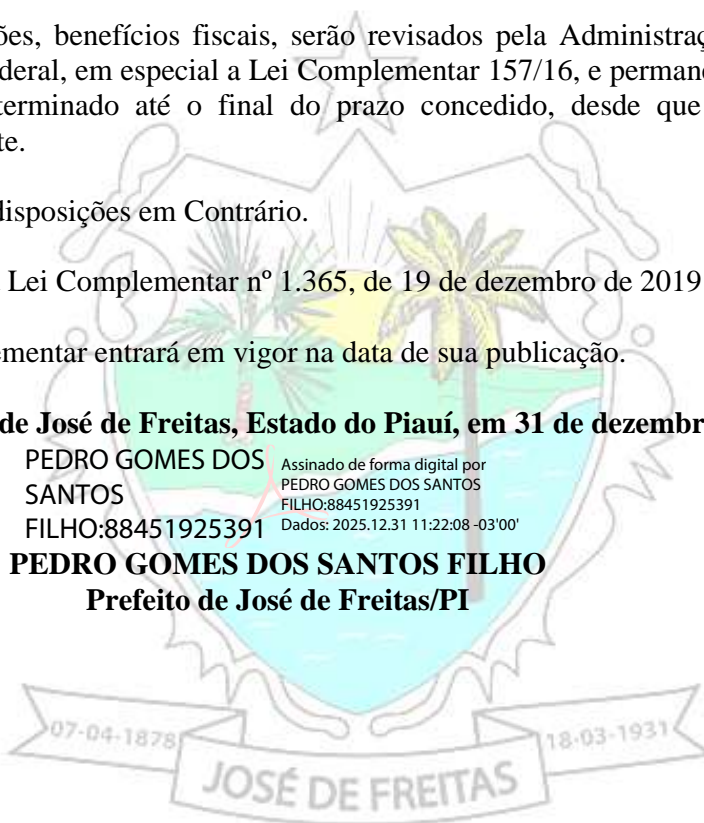 ões, benefícios fiscais, serão revisados pela Administraç
ederal, em especial a Lei Complementar 157/16, e permane
terminado até o final do prazo concedido, desde que
te.
disposições em Contrário.
Lei Complementar nº 1.365, de 19 de dezembro de 2019
ementar entrará em vigor na data de sua publicação.
de José de Freitas, Estado do Piauí, em 31 de dezembr
PEDRO GOMES DOS
SANTOS
FILHO:88451925391
Assinado de forma digital por
PEDRO GOMES DOS SANTOS
FILHO:88451925391
Dados: 2025.12.31 11:22:08 -03'00'
PEDRO GOMES DOS SANTOS FILHO
Prefeito de José de Freitas/PI
07-04-1878
18-03-1931
JOSÉ DE FREITAS